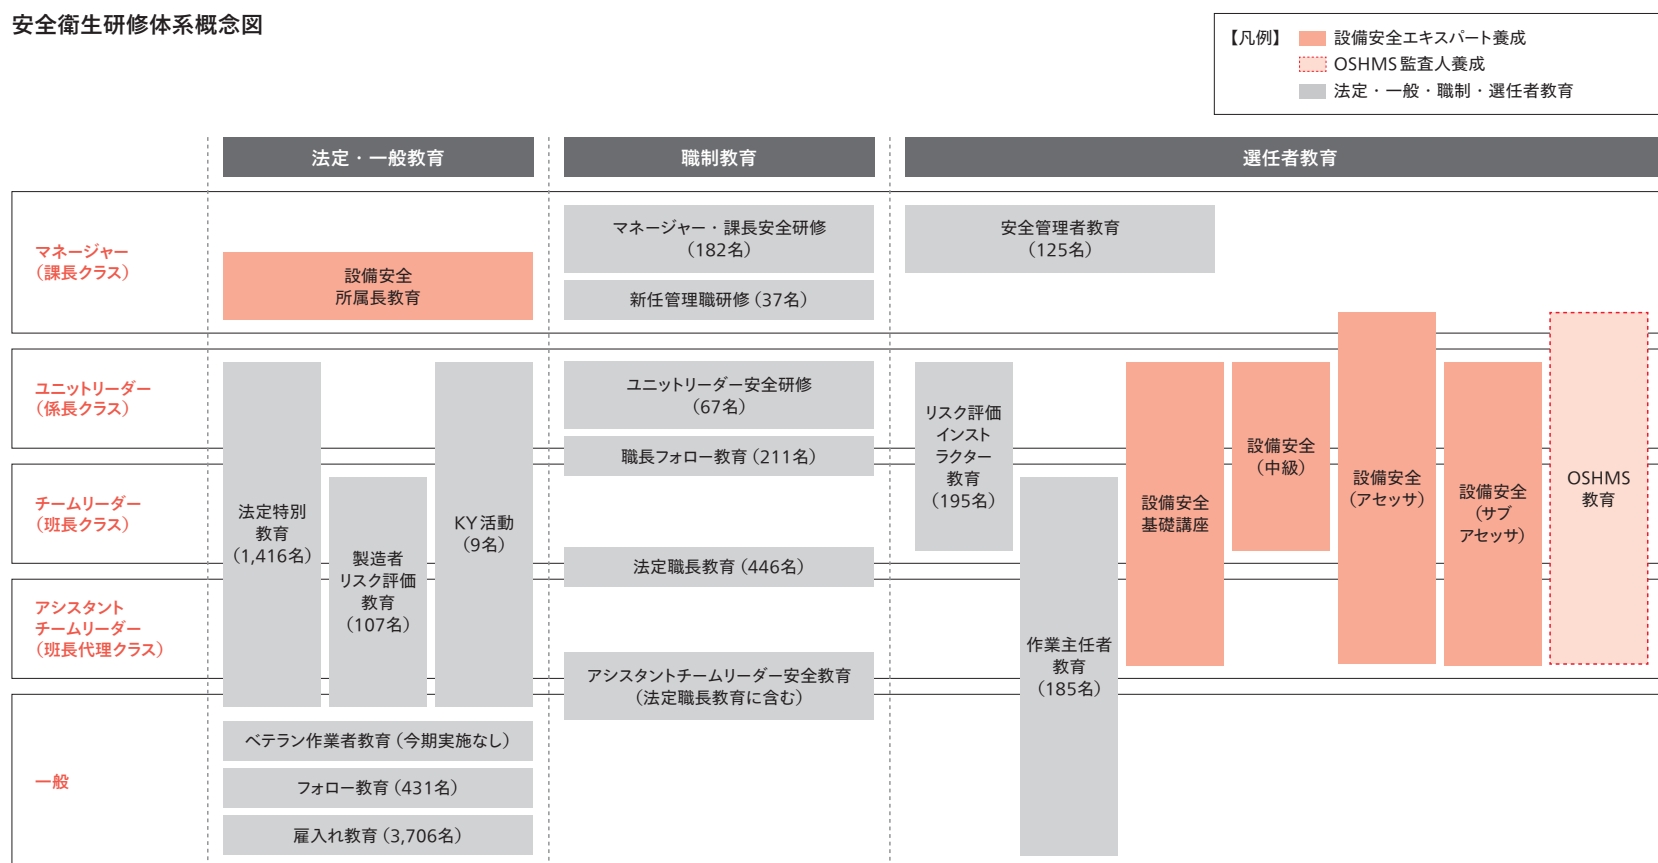 安全衛生研修体系概念図
【凡例】
設備安全エキスパート養成
OSHMS監査人養成
法定・一般・職制・選任者教育
法定・一般教育
職制教育
選任者教育
マネージャー
（課長クラス）
設備安全
所属長教育
マネージャー・課長安全研修
（182名）
新任管理職研修（37名）
安全管理者教育
（125名）
ユニットリーダー
（係長クラス）
チームリーダー
（班長クラス）
アシスタント
チームリーダー
（班長代理クラス）
一般
法定特別
教育
（1,416名）
製造者
リスク評価
教育
（107名）
KY活動
（9名）
ベテラン作業者教育（今期実施なし）
フォロー教育（431名）
雇入れ教育（3,706名）
ユニットリーダー安全研修
（67名）
職長フォロー教育（211名）
法定職長教育（446名）
アシスタントチームリーダー安全教育
（法定職長教育に含む）
リスク評価
インスト
ラクター
教育
（195名）
作業主任者
教育
（185名）
設備安全
基礎講座
設備安全
（中級）
設備安全
（アセッサ）
設備安全
（サブ
アセッサ）
OSHMS
教育